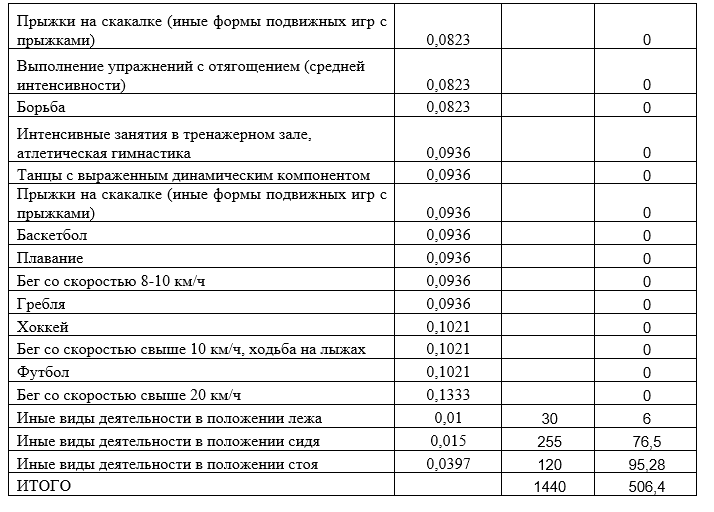 Прыжки на скакалке (иные формы подвижных игр с
прыжками) 0,0823 0
Выполнение упражнений с отягощением (средней
интенсивности) 0,0823 0
Борьба 0,0823 0
Интенсивные занятия в тренажерном зале,
атлетическая гимнастика 0,0936 0
Танцы с выраженным динамическим компонентом 0,0936 0
Прыжки на скакалке (иные формы подвижных игр с
прыжками) 0,0936 0
Баскетбол 0,0936 0
Плавание 0,0936 0
Бег со скоростью 8-10 км/ч 0,0936 0
Гребля 0,0936 0
Хоккей 0,1021 0
Бег со скоростью свыше 10 км/ч, ходьба на лыжах 0,1021 0
Футбол 0,1021 0
Бег со скоростью свыше 20 км/ч 0,1333 0
Иные виды деятельности в положении лежа 0,01 30 6
Иные виды деятельности в положении сидя 0,015 255 76,5
Иные виды деятельности в положении стоя 0,0397 120 95,28
ИТОГО 1440 506,4